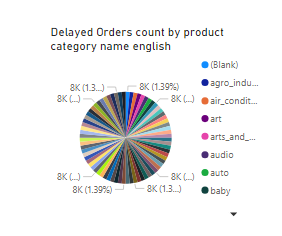 Delayed Orders count by product
category name english
8K (1.3...)
8K (1.39%)
8K (...)
8K (...)
8K (...)
8K (...)
8K (1.39%)
8K (1.3...)
(Blank)
agro_indu...
air_condit...
art
arts_and_...
audio
auto
baby